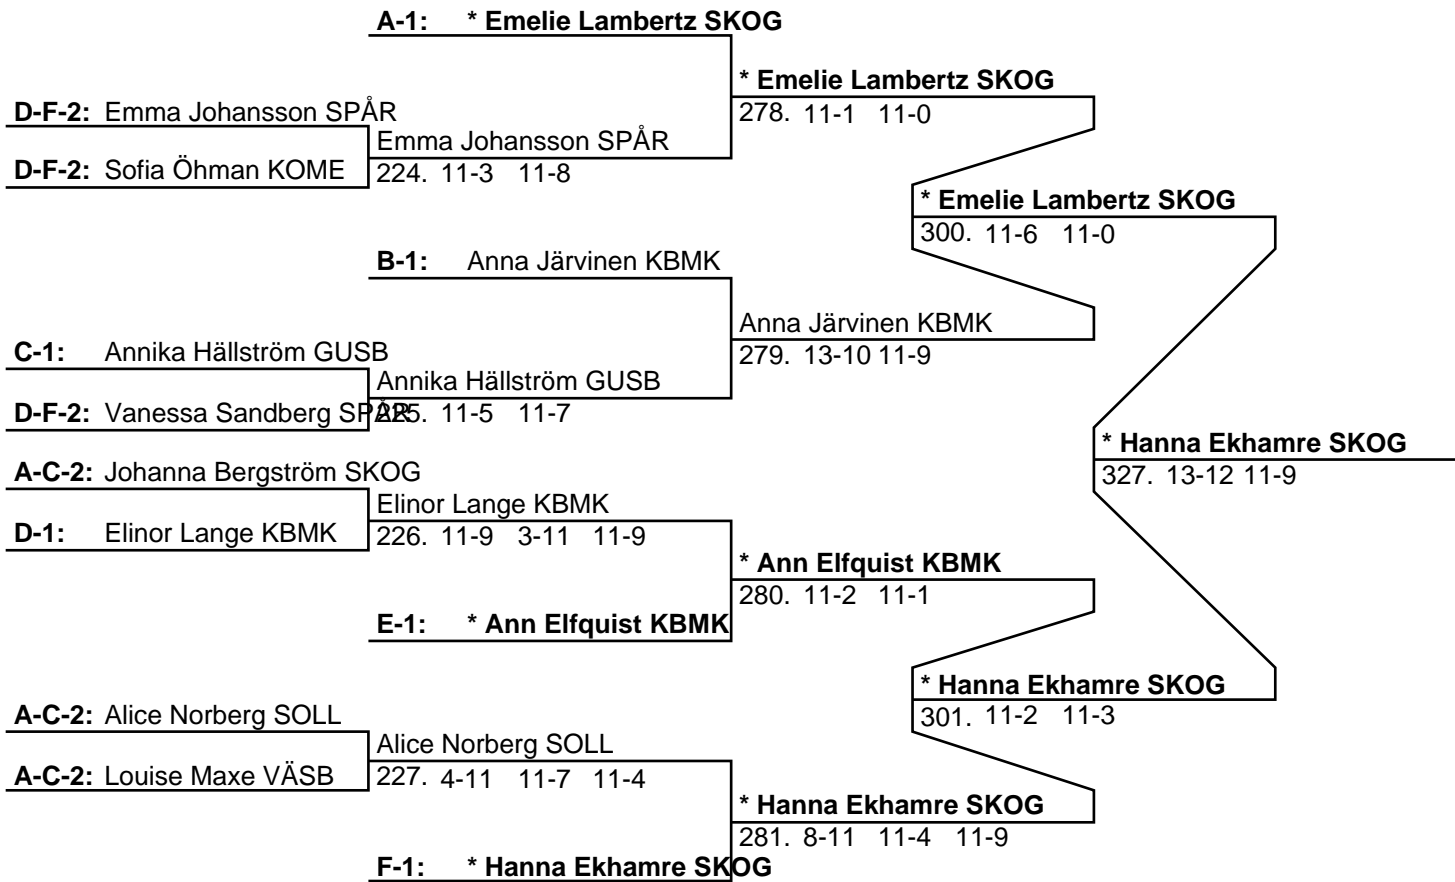 A-1: * Emelie Lambertz SKOG
* Emelie Lambertz SKOG
278. 11-1 11-0
D-F-2: Emma Johansson SPÅR
Emma Johansson SPÅR
224. 11-3 11-8
D-F-2: Sofia Öhman KOME
* Emelie Lambertz SKOG
300. 11-6 11-0
B-1: Anna Järvinen KBMK
Anna Järvinen KBMK
279. 13-10 11-9
C-1: Annika Hällström GUSB
Annika Hällström GUSB
225. 11-5 11-7
D-F-2: Vanessa Sandberg SPÅR
* Hanna Ekhamre SKOG
327. 13-12 11-9
A-C-2: Johanna Bergström SKOG
Elinor Lange KBMK
226. 11-9 3-11 11-9
D-1: Elinor Lange KBMK
* Ann Elfquist KBMK
280. 11-2 11-1
E-1: * Ann Elfquist KBMK
* Hanna Ekhamre SKOG
301. 11-2 11-3
A-C-2: Alice Norberg SOLL
Alice Norberg SOLL
227. 4-11 11-7 11-4
A-C-2: Louise Maxe VÄSB
* Hanna Ekhamre SKOG
281. 8-11 11-4 11-9
F-1: * Hanna Ekhamre SKOG